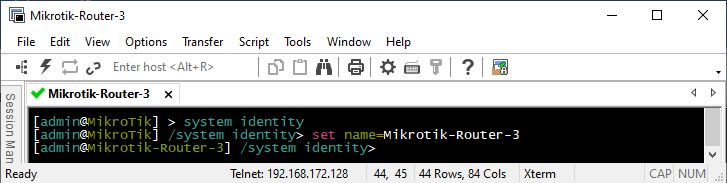 Mikrotik-Router-3
File Edit View Options Transfer Script Tools Window Help
Enter host <Alt+R>
Mikrotik-Router-3
Session Man
[admin@MikroTik] > system identity
[admin@MikroTik] /system identity> set name=Mikrotik-Router-3
[admin@Mikrotik-Router-3] /system identity>
Ready Telnet: 192.168.172.128 44, 45 44 Rows, 84 Cols Xterm CAP NUM